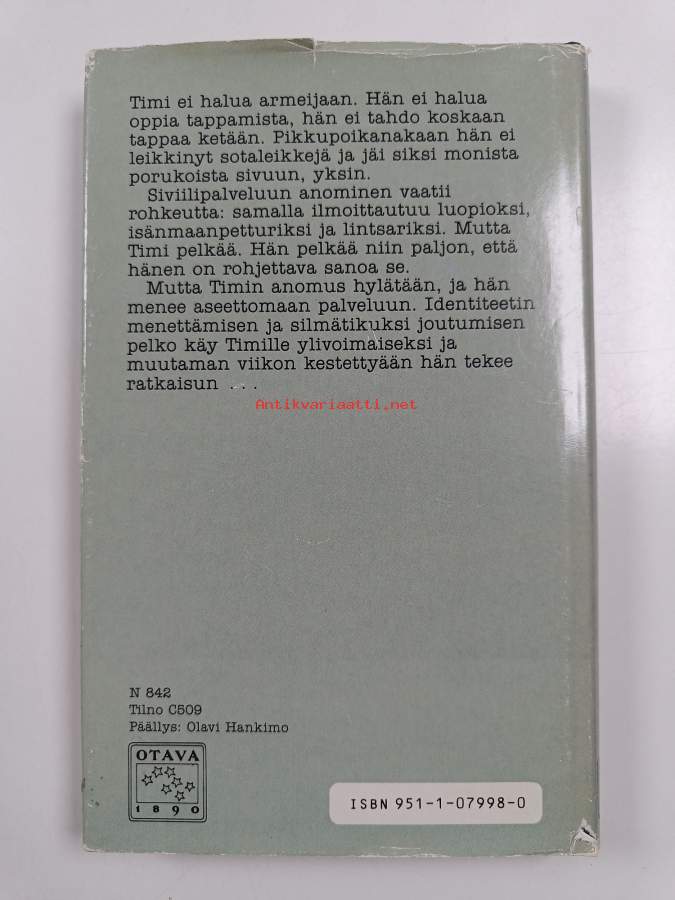 Timi ei halua armeijaan. Hän ei halua
oppia tappamista, hän ei tahdo koskaan
tappaa ketään. Pikkupoikanakaan hän ei
leikkinyt sotaleikkejä ja jäi siksi monista
porukoista sivuun, yksin.
Siviilipalveluun anominen vaatii
rohkeutta: samalla ilmoittautuu luopioksi,
isänmaanpetturiksi ja lintsariksi. Mutta
Timi pelkää. Hän pelkää niin paljon, että
hänen on rohjettava sanoa se.
Mutta Timin anomus hylätään, ja hän
menee aseettomaan palveluun. Identiteetin
menettämisen ja silmätikuksi joutumisen
pelko käy Timille ylivoimaiseksi ja
muutaman viikon kestettyään hän tekee
ratkaisun . . .
Antikvariaatti.net
N 842
Tilno C509
Päällys: Olavi Hankimo
OTAVA
1890
ISBN 951-1-07998-0